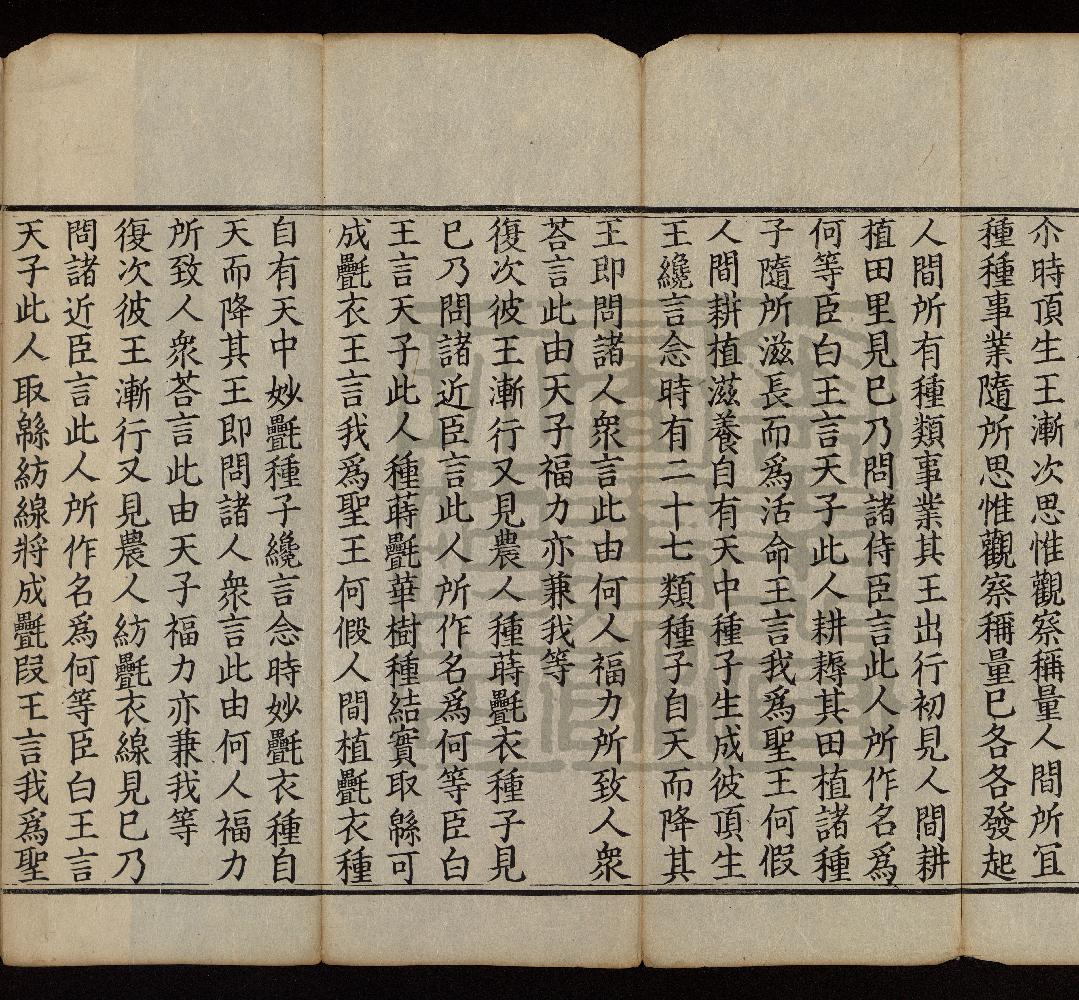 尒時頂生王漸次思惟觀察稱量人間所冝
種種事業隨所思惟觀察稱量已各各發起
人間所有種類事業其王出行初見人間耕
植田里見已乃問諸侍臣言此人所作名爲
何等臣白王言天子此人耕耨其田植諸種
子隨所滋長而爲活命王言我爲聖王何假
人間耕植滋養自有天中種子生成彼頂生
王纔言念時有二十七類種子自天而降其
王即問諸人衆言此由何人福力所致人衆
荅言此由天子福力亦兼我等
復次彼王漸行又見農人種蒔㲲衣種子見
已乃問諸近臣言此人所作名爲何等臣白
王言天子此人種蒔㲲華樹種結實取緜可
成㲲衣王言我爲聖王何假人間植㲲衣種
自有天中妙㲲種子纔言念時妙㲲衣種自
天而降其王即問諸人衆言此由何人福力
所致人衆荅言此由天子福力亦兼我等
復次彼王漸行又見農人紡㲲衣線見已乃
問諸近臣言此人所作名爲何等臣白王言
天子此人取緜紡線將成㲲段王言我爲聖